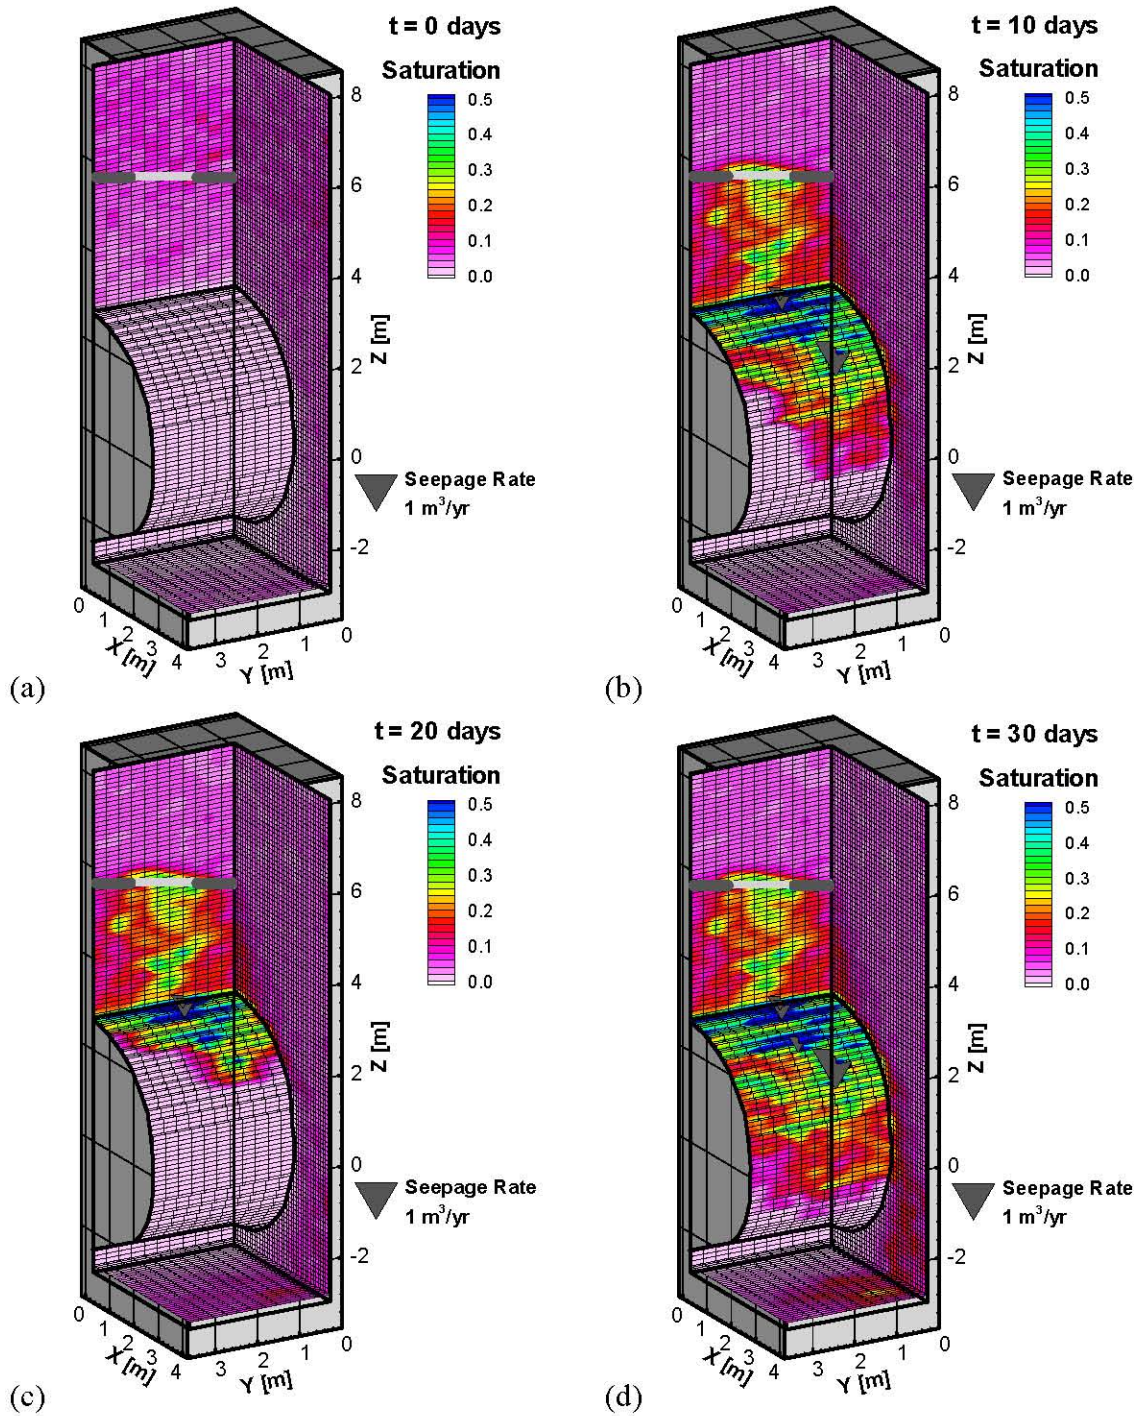 t = 0 days
Saturation
0.5
0.4
0.3
0.2
0.1
0.0
8
6
4
2
0
-2
Z [m]
Seepage Rate
1 m³/yr
0 1 2 3 4
X [m]
3 2 1 0
Y [m]
(a)
t = 10 days
Saturation
0.5
0.4
0.3
0.2
0.1
0.0
8
6
4
2
0
-2
Z [m]
Seepage Rate
1 m³/yr
0 1 2 3 4
X [m]
3 2 1 0
Y [m]
(b)
t = 20 days
Saturation
0.5
0.4
0.3
0.2
0.1
0.0
8
6
4
2
0
-2
Z [m]
Seepage Rate
1 m³/yr
0 1 2 3 4
X [m]
3 2 1 0
Y [m]
(c)
t = 30 days
Saturation
0.5
0.4
0.3
0.2
0.1
0.0
8
6
4
2
0
-2
Z [m]
Seepage Rate
1 m³/yr
0 1 2 3 4
X [m]
3 2 1 0
Y [m]
(d)